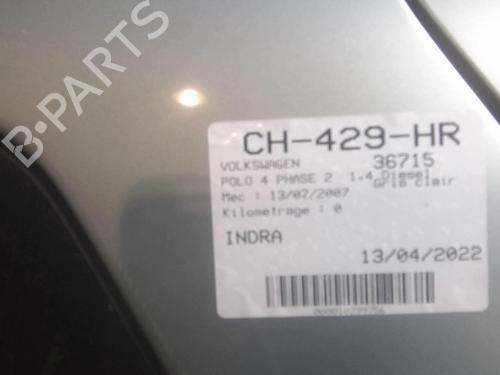 CH-429-HR
VOLKSWAGEN 36715
POLO 4 PHASE 2 1.4 Diesel
Gris clair
Mec : 13/07/2007
Kilometrage : 0
INDRA
13/04/2022